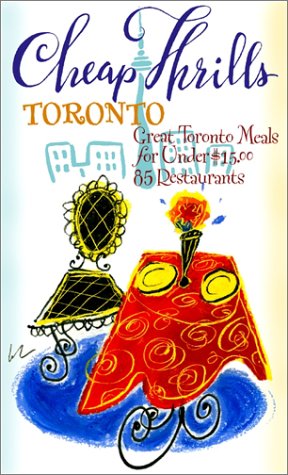 Cheap Thrills
TORONTO
Great Toronto Meals
for Under $15.00
85 Restaurants